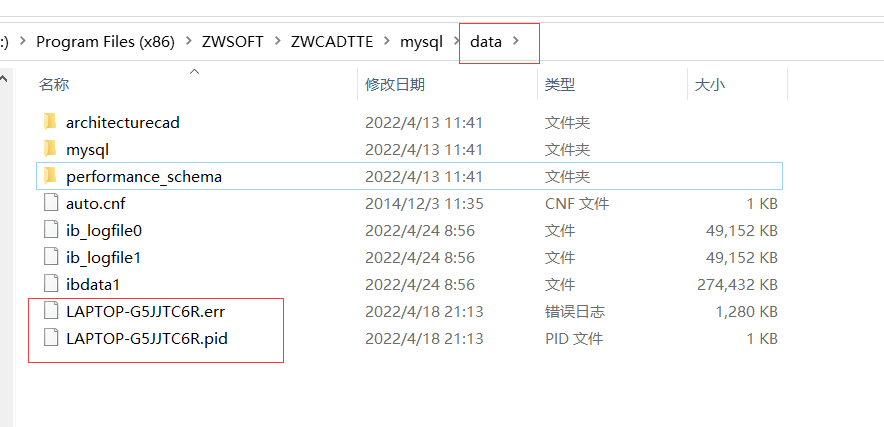 :) > Program Files (x86) > ZWSOFT > ZWCADTTE > mysql > data >
名称 修改日期 类型 大小
architecturecad 2022/4/13 11:41 文件夹
mysql 2022/4/13 11:41 文件夹
performance_schema 2022/4/13 11:41 文件夹
auto.cnf 2014/12/3 11:35 CNF 文件 1 KB
ib_logfile0 2022/4/24 8:56 文件 49,152 KB
ib_logfile1 2022/4/24 8:56 文件 49,152 KB
ibdata1 2022/4/24 8:56 文件 274,432 KB
LAPTOP-G5JJTC6R.err 2022/4/18 21:13 错误日志 1,280 KB
LAPTOP-G5JJTC6R.pid 2022/4/18 21:13 PID 文件 1 KB